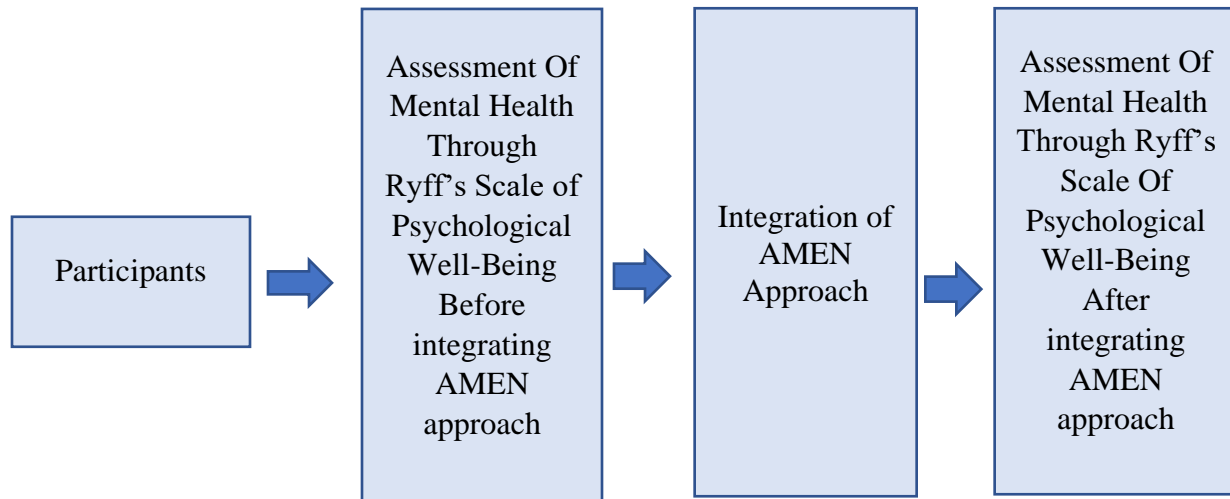 Participants
Assessment Of
Mental Health
Through
Ryff's Scale of
Psychological
Well-Being
Before
integrating
AMEN
approach
Integration of
AMEN
Approach
Assessment Of
Mental Health
Through Ryff's
Scale Of
Psychological
Well-Being
After
integrating
AMEN
approach